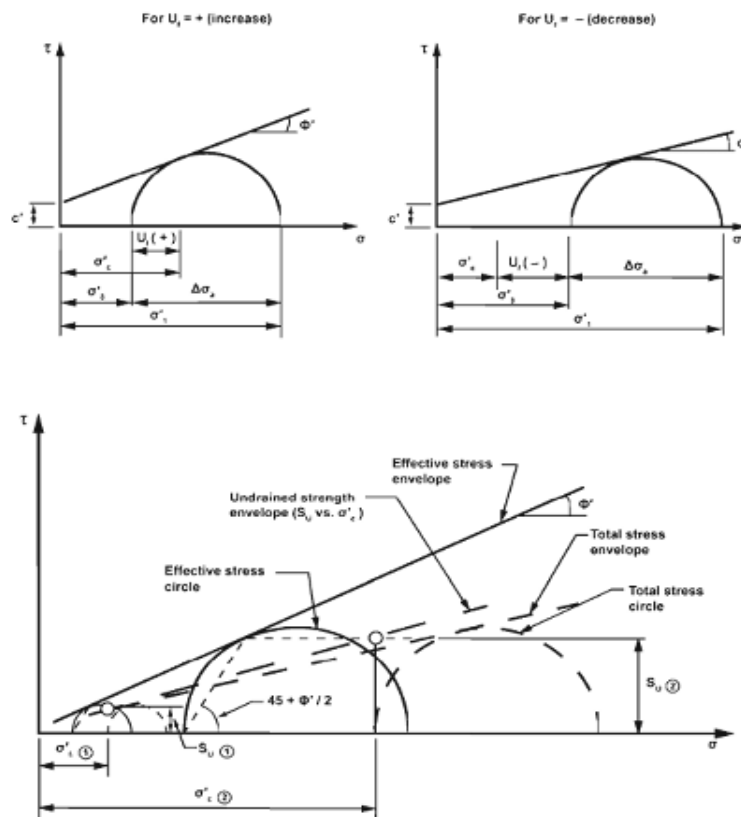 For U_f = + (increase)
For U_f = − (decrease)
τ
τ
Φ'
c'
c'
σ
σ
U_f (+)
σ'_c
σ'_3
Δσ_a
σ'_1
U_f (−)
Δσ_a
σ'_3
σ'_1
τ
Effective stress
envelope
Undrained strength
envelope (S_U vs. σ'_c)
Φ'
Total stress
envelope
Effective stress
circle
Total stress
circle
S_U ②
45 + Φ' / 2
S_U ①
σ'_c ①
σ
σ'_c ②